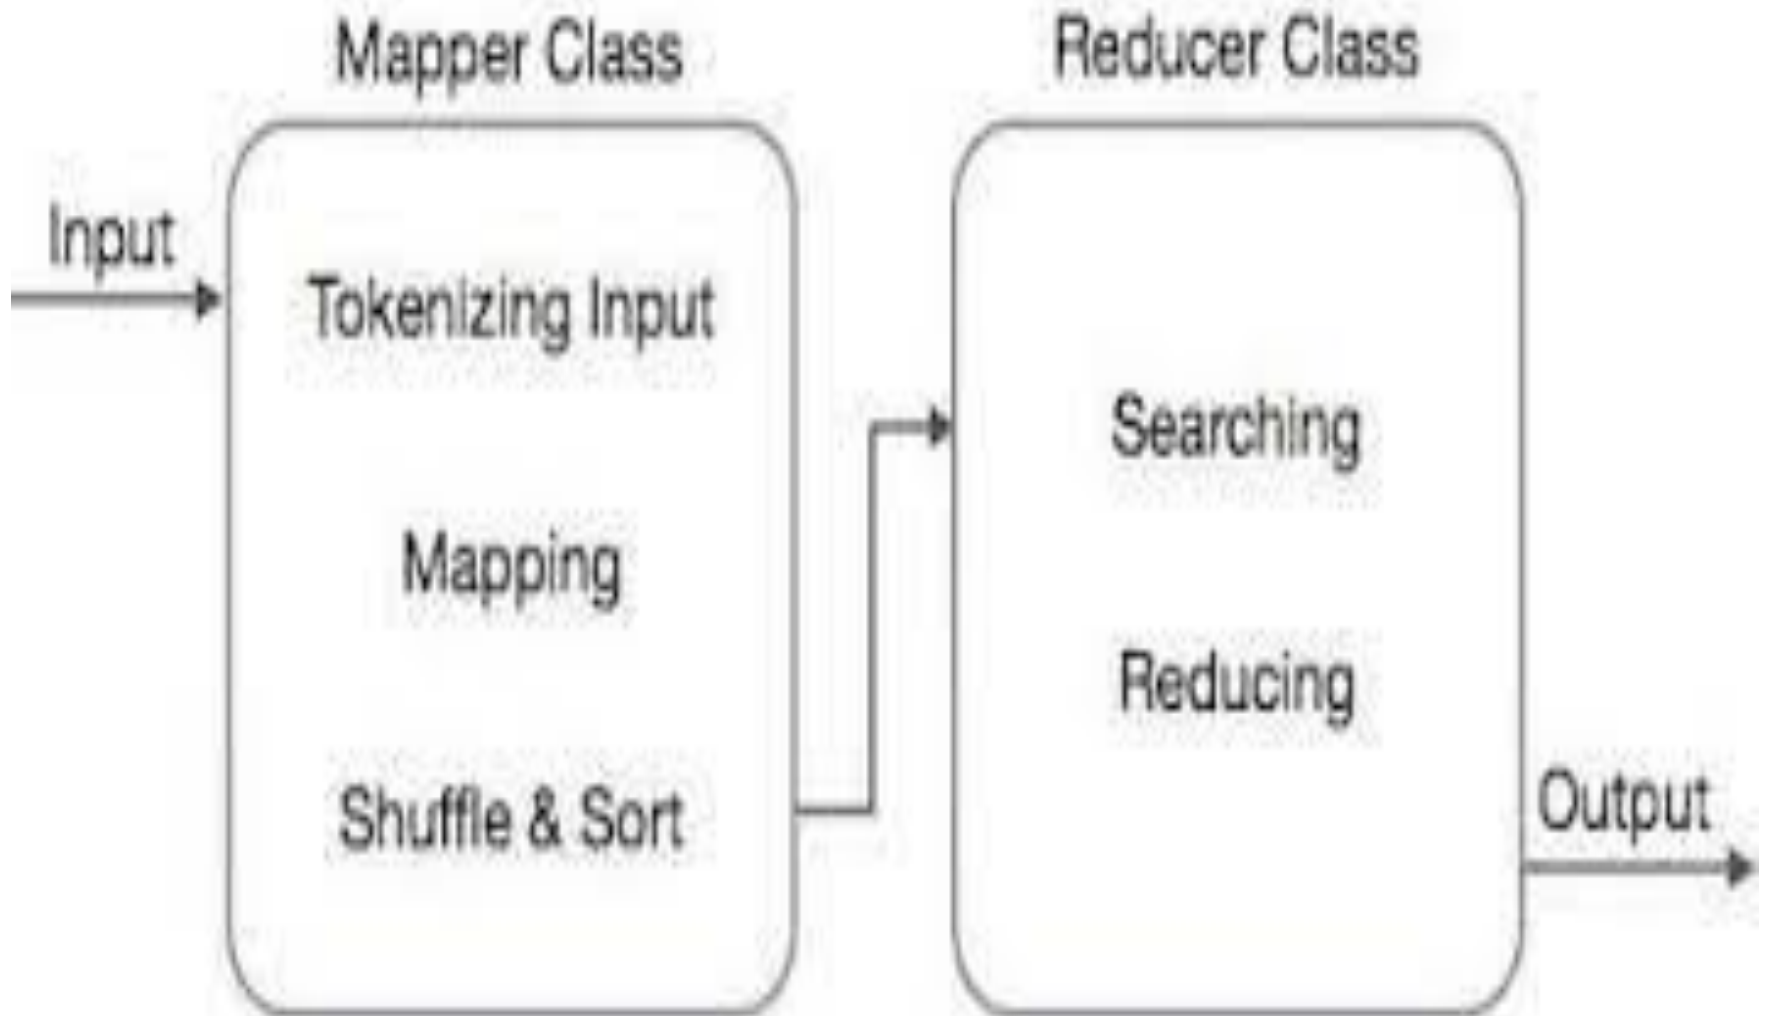 Mapper Class
Reducer Class
Input
Tokenizing Input
Mapping
Shuffle & Sort
Searching
Reducing
Output